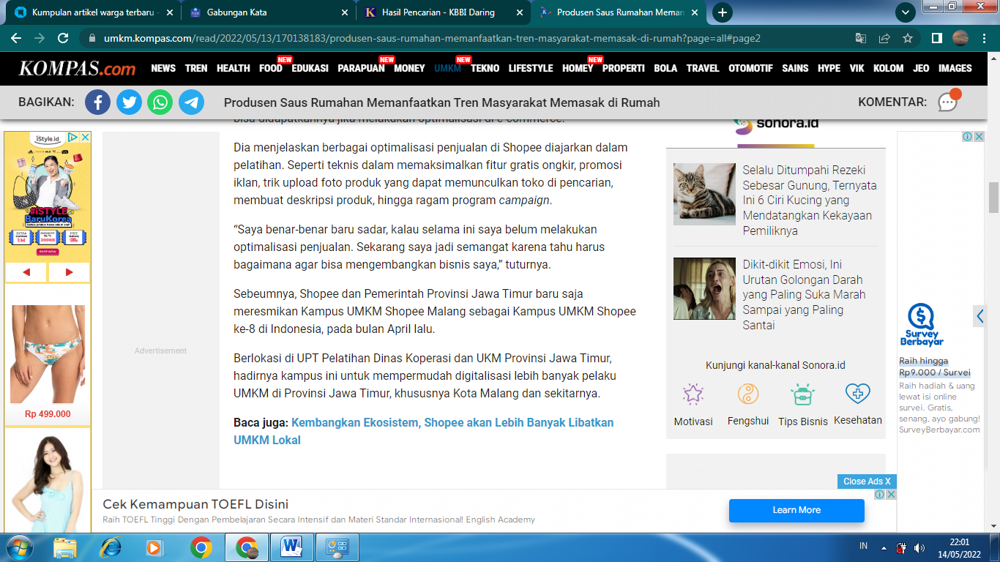 Kumpulan artikel warga terbaru -
Gabungan Kata
Hasil Pencarian - KBBI Daring
Produsen Saus Rumahan Meman
umkm.kompas.com/read/2022/05/13/170138183/produsen-saus-rumahan-memanfaatkan-tren-masyarakat-memasak-di-rumah?page=all#page2
KOMPAS.com
NEWS TREN HEALTH FOOD NEW EDUKASI PARAPUAN NEW MONEY UMKM NEW TEKNO LIFESTYLE HOMEY NEW PROPERTI BOLA TRAVEL OTOMOTIF SAINS HYPE VIK KOLOM JEO IMAGES
BAGIKAN:
Produsen Saus Rumahan Memanfaatkan Tren Masyarakat Memasak di Rumah
KOMENTAR:
bisa didapatkannya jika melakukan optimalisasi di e-commerce.
Dia menjelaskan berbagai optimalisasi penjualan di Shopee diajarkan dalam
pelatihan. Seperti teknis dalam memaksimalkan fitur gratis ongkir, promosi
iklan, trik upload foto produk yang dapat memunculkan toko di pencarian,
membuat deskripsi produk, hingga ragam program campaign.
“Saya benar-benar baru sadar, kalau selama ini saya belum melakukan
optimalisasi penjualan. Sekarang saya jadi semangat karena tahu harus
bagaimana agar bisa mengembangkan bisnis saya,” tuturnya.
Sebeumnya, Shopee dan Pemerintah Provinsi Jawa Timur baru saja
meresmikan Kampus UMKM Shopee Malang sebagai Kampus UMKM Shopee
ke-8 di Indonesia, pada bulan April lalu.
Berlokasi di UPT Pelatihan Dinas Koperasi dan UKM Provinsi Jawa Timur,
hadirnya kampus ini untuk mempermudah digitalisasi lebih banyak pelaku
UMKM di Provinsi Jawa Timur, khususnya Kota Malang dan sekitarnya.
Baca juga: Kembangkan Ekosistem, Shopee akan Lebih Banyak Libatkan
UMKM Lokal
iStyle.id
#iSTYLE
BaruKorea
EXTRA
1M
DISCOUNT
200RB
FREE
SHOP NOW
Rp 499.000
Advertisement
sonora.id
Selalu Ditumpahi Rezeki
Sebesar Gunung, Ternyata
Ini 6 Ciri Kucing yang
Mendatangkan Kekayaan
Pemiliknya
Dikit-dikit Emosi, Ini
Urutan Golongan Darah
yang Paling Suka Marah
Sampai yang Paling
Santai
Kunjungi kanal-kanal Sonora.id
Motivasi
Fengshui
Tips Bisnis
Kesehatan
Survey
Berbayar
Raih hingga
Rp9.000 / Survei
Raih hadiah & uang
lewat isi online
survei. Gratis,
senang, ayo gabung!
SurveyBerbayar.com
Close Ads X
Cek Kemampuan TOEFL Disini
Raih TOEFL Tinggi Dengan Pembelajaran Secara Intensif dan Materi Standar Internasional! English Academy
Learn More
IN
22:01
14/05/2022